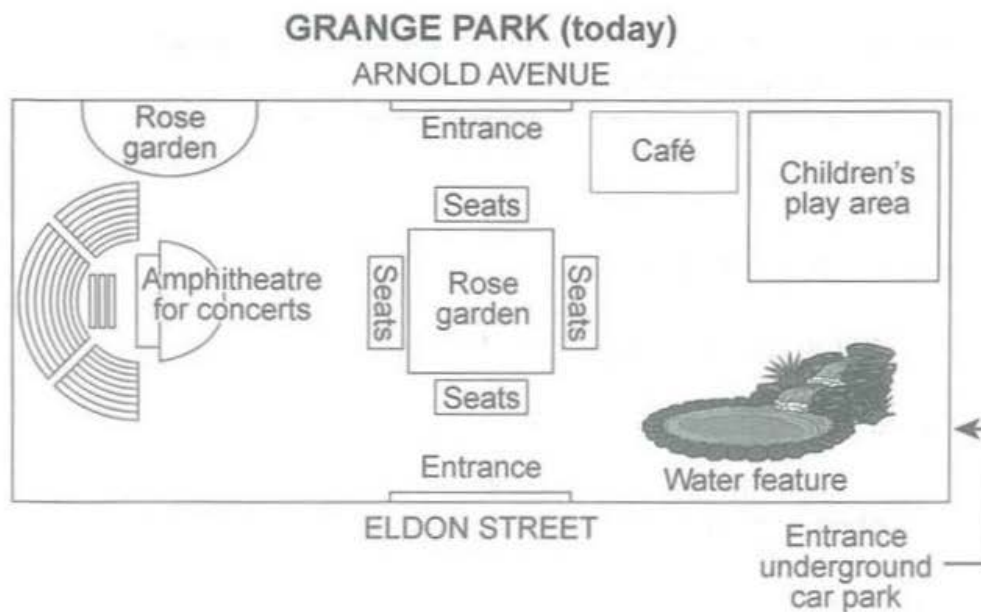 GRANGE PARK (today)
ARNOLD AVENUE
Rose
garden
Entrance
Café
Children's
play area
Seats
Amphitheatre
for concerts
Seats
Rose
garden
Seats
Seats
Entrance
Water feature
ELDON STREET
Entrance
underground
car park